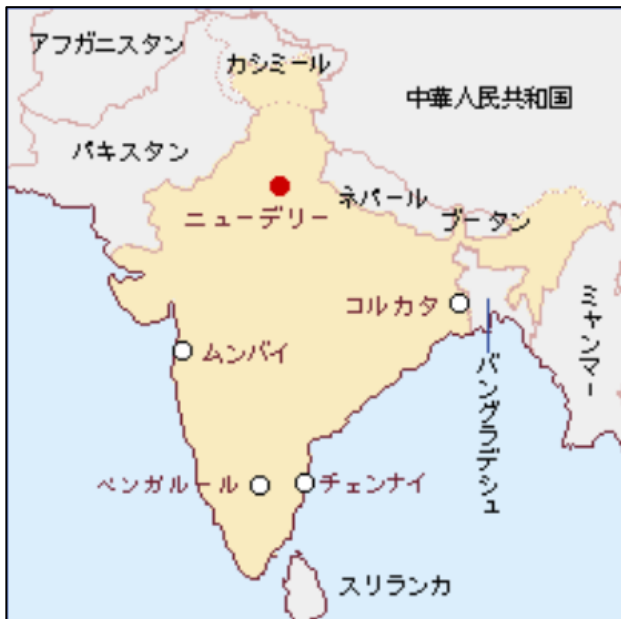 アフガニスタン
カシミール
中華人民共和国
パキスタン
ネパール
ブータン
ニューデリー
コルカタ
ミャンマー
ムンバイ
バングラデシュ
ベンガルール
チェンナイ
スリランカ